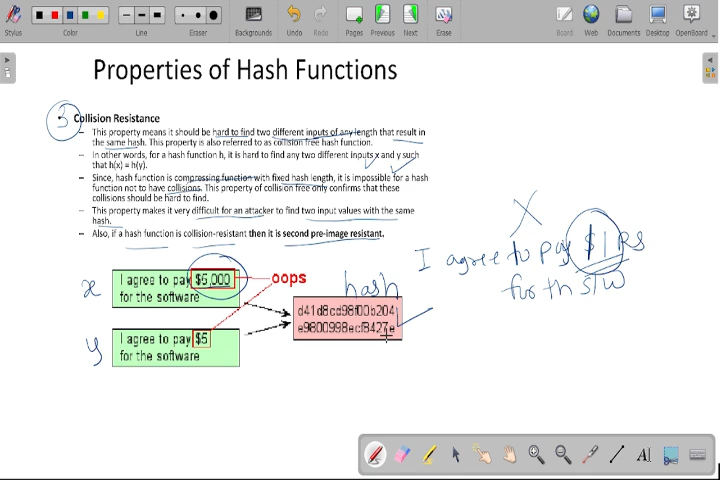 Stylus
Color
Line
Eraser
Backgrounds
Undo
Redo
Pages
Previous
Next
Erase
Board
Web
Documents
Desktop
OpenBoard
Properties of Hash Functions
3
Collision Resistance
– This property means it should be hard to find two different inputs of any length that result in
the same hash. This property is also referred to as collision free hash function.
– In other words, for a hash function h, it is hard to find any two different inputs x and y such
that h(x) = h(y).
– Since, hash function is compressing function with fixed hash length, it is impossible for a hash
function not to have collisions. This property of collision free only confirms that these
collisions should be hard to find.
– This property makes it very difficult for an attacker to find two input values with the same
hash.
– Also, if a hash function is collision-resistant then it is second pre-image resistant.
X
I agree to pay $1 RS
for th S/W
x
I agree to pay $5,000
for the software
oops
hash
d41d8cd98f00b204
e9800998ecf8427e
y
I agree to pay $5
for the software